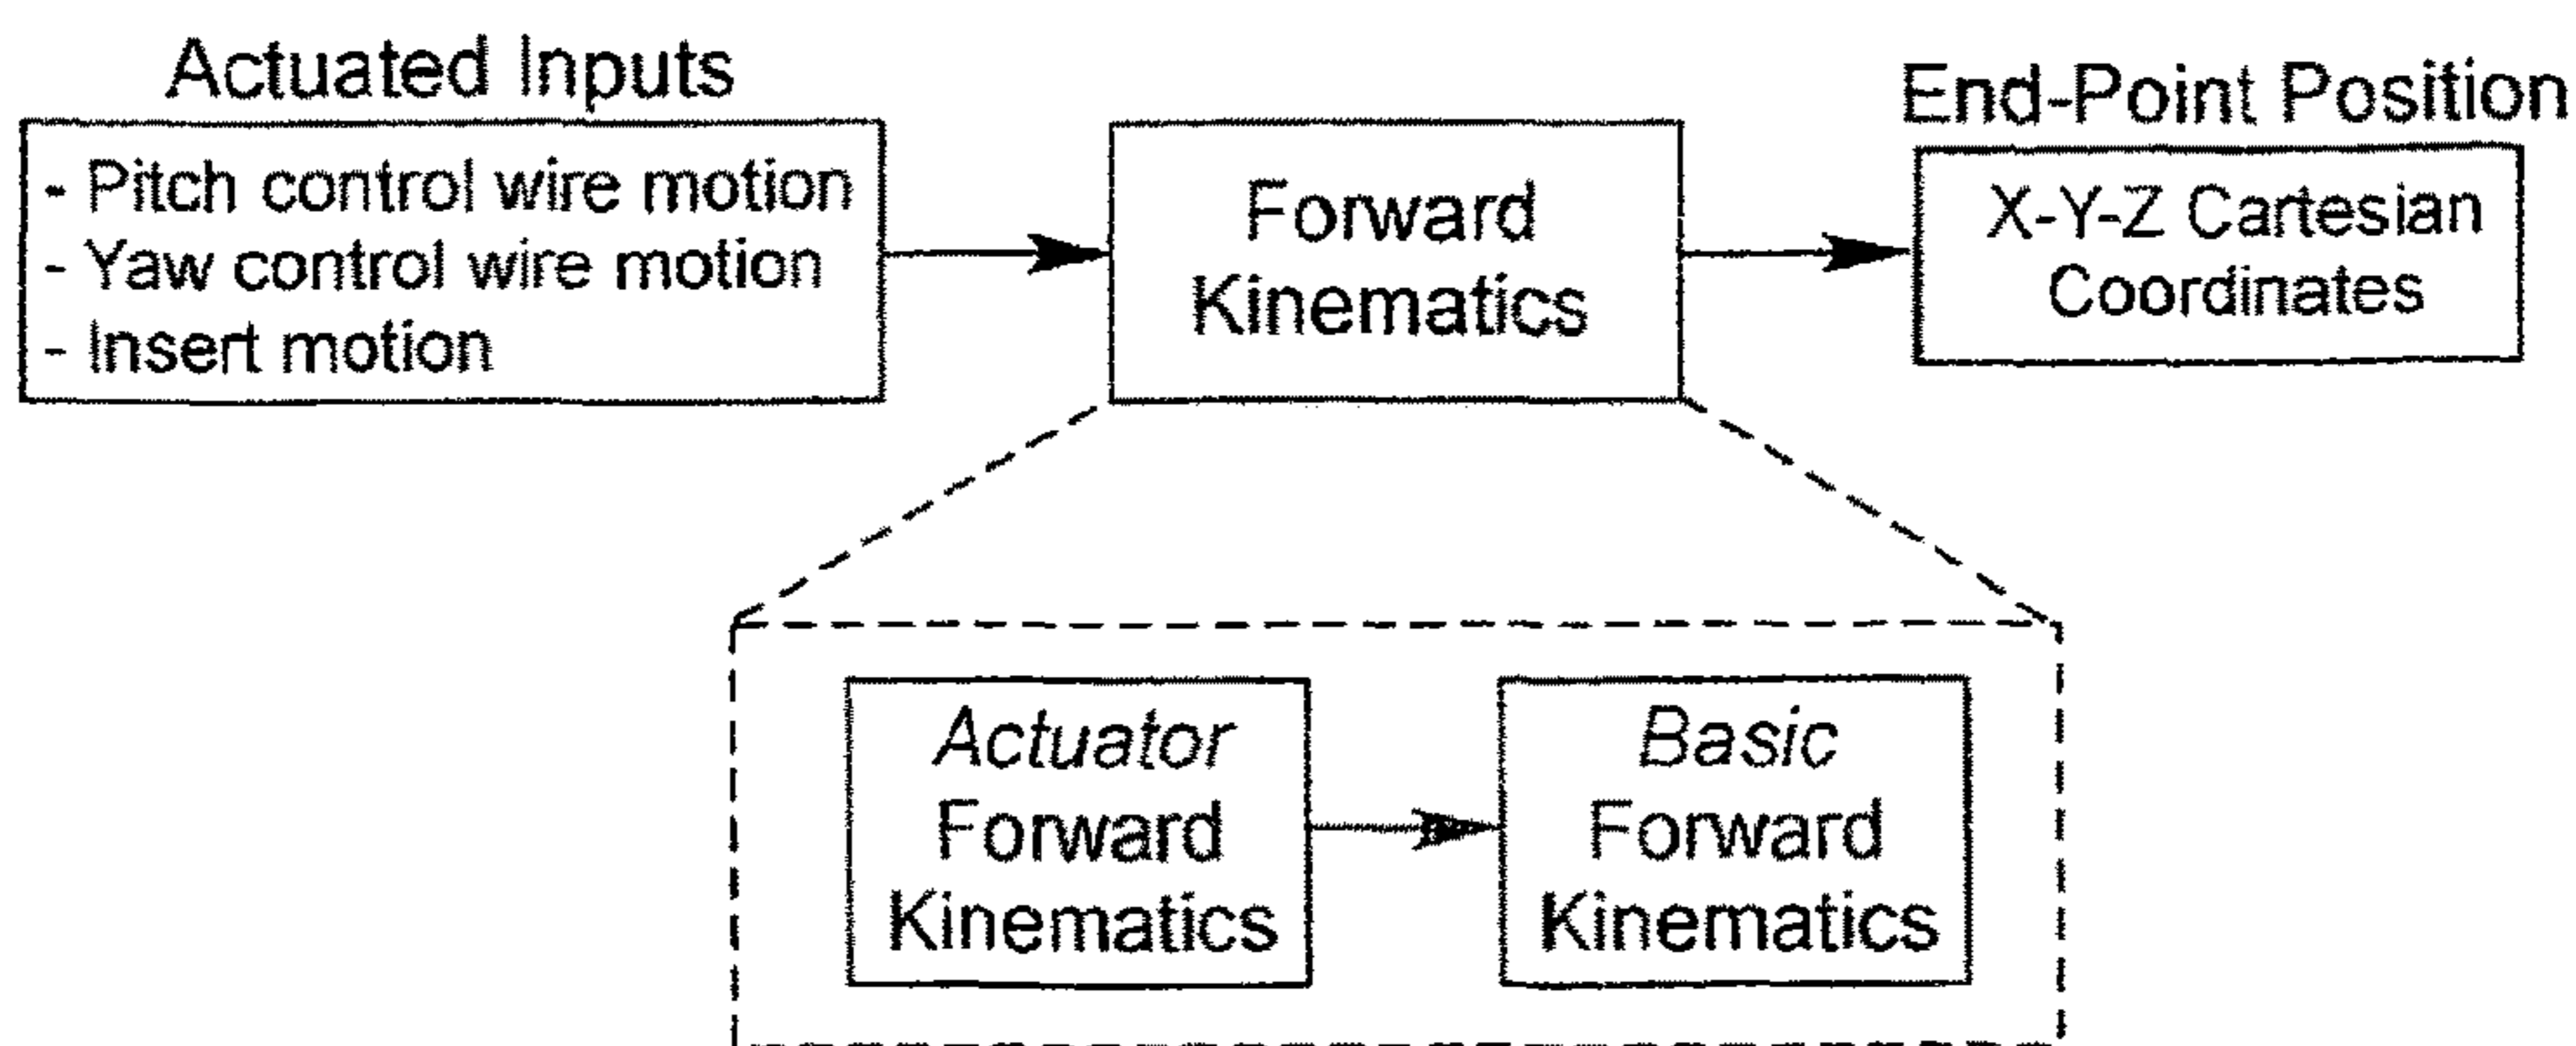 Actuated Inputs
- Pitch control wire motion
- Yaw control wire motion
- Insert motion
Forward
Kinematics
End-Point Position
X-Y-Z Cartesian
Coordinates
Actuator
Forward
Kinematics
Basic
Forward
Kinematics